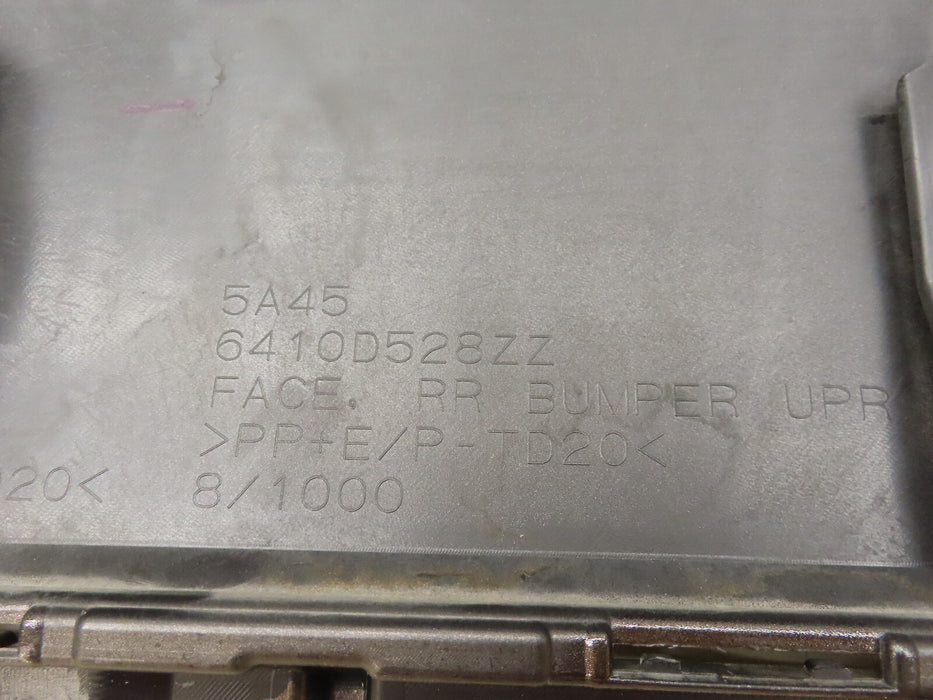 5A45
6410D528ZZ
FACE, RR BUMPER UPR
>PP+E/P-TD20<
20< 8/1000